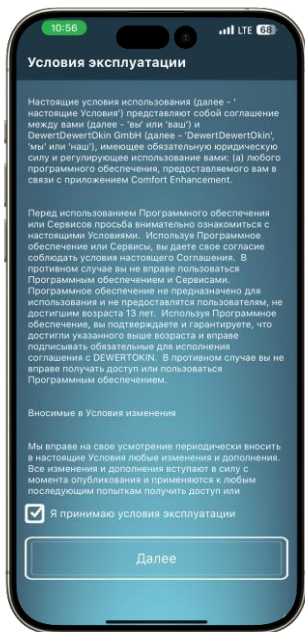 10:56
LTE 68
Условия эксплуатации
Настоящие условия использования (далее - '
настоящие Условия') представляют собой соглашение
между вами (далее - 'вы' или 'ваш') и
DewertDewertOkin GmbH (далее - 'DewertDewertOkin',
'мы' или 'наш'), имеющее обязательную юридическую
силу и регулирующее использование вами: (a) любого
программного обеспечения, предоставляемого вам в
связи с приложением Comfort Enhancement.
Перед использованием Программного обеспечения
или Сервисов просьба внимательно ознакомиться с
настоящими Условиями.  Используя Программное
обеспечение или Сервисы, вы даете свое согласие
соблюдать условия настоящего Соглашения.  В
противном случае вы не вправе пользоваться
Программным обеспечением и Сервисами.
Программное обеспечение не предназначено для
использования и не предоставляется пользователям, не
достигшим возраста 13 лет.  Используя Программное
обеспечение, вы подтверждаете и гарантируете, что
достигли указанного выше возраста и вправе
подписывать обязательные для исполнения
соглашения с DEWERTOKIN.  В противном случае вы не
вправе получать доступ или пользоваться
Программным обеспечением.
Вносимые в Условия изменения
Мы вправе на свое усмотрение периодически вносить
в настоящие Условия любые изменения и дополнения.
Все изменения и дополнения вступают в силу с
момента опубликования и применяются к любым
последующим попыткам получить доступ или
Я принимаю условия эксплуатации
Далее